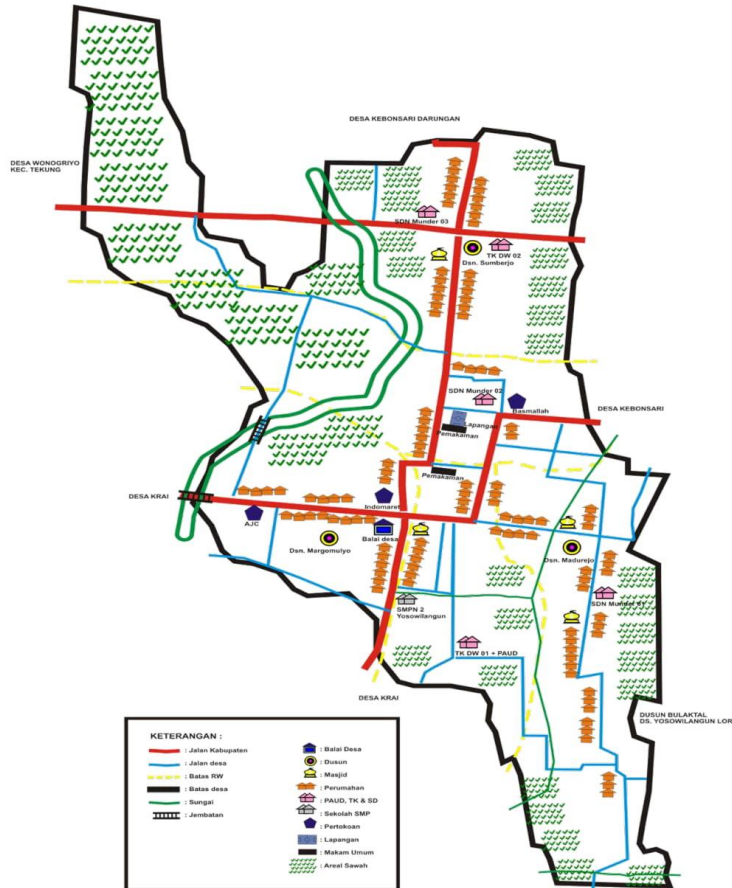 DESA KEBONSARI DARUNGAN
DESA WONOGRIYO
KEC. TEKUNG
SDN Munder 03
TK DW 02
Dsn. Sumberjo
SDN Munder 02
Basmallah
DESA KEBONSARI
Lapangan
Pemakaman
Pemakaman
DESA KRAI
Indomaret
AJC
Balai desa
Dsn. Margomulyo
Dsn. Madurejo
SDN Munder 01
SMPN 2
Yosowilangun
TK DW 01 + PAUD
DESA KRAI
DUSUN BULAKTAL
DS. YOSOWILANGUN LOR
KETERANGAN :
: Jalan Kabupaten
: Jalan desa
: Batas RW
: Batas desa
: Sungai
: Jembatan
: Balai Desa
: Dusun
: Masjid
: Perumahan
: PAUD, TK & SD
: Sekolah SMP
: Pertokoan
: Lapangan
: Makam Umum
: Areal Sawah